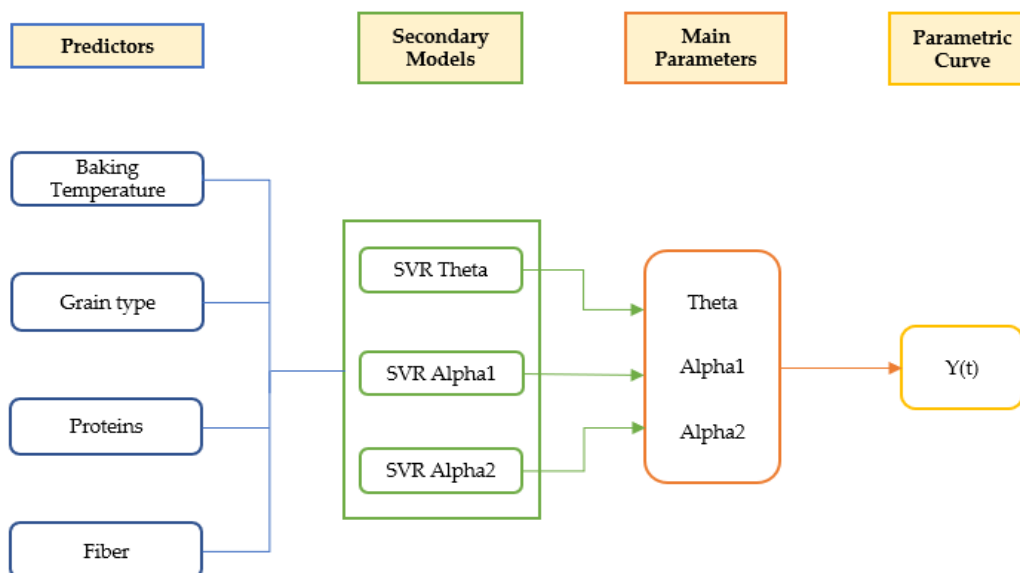 Predictors
Secondary
Models
Main
Parameters
Parametric
Curve
Baking
Temperature
Grain type
Proteins
Fiber
SVR Theta
SVR Alpha1
SVR Alpha2
Theta
Alpha1
Alpha2
Y(t)